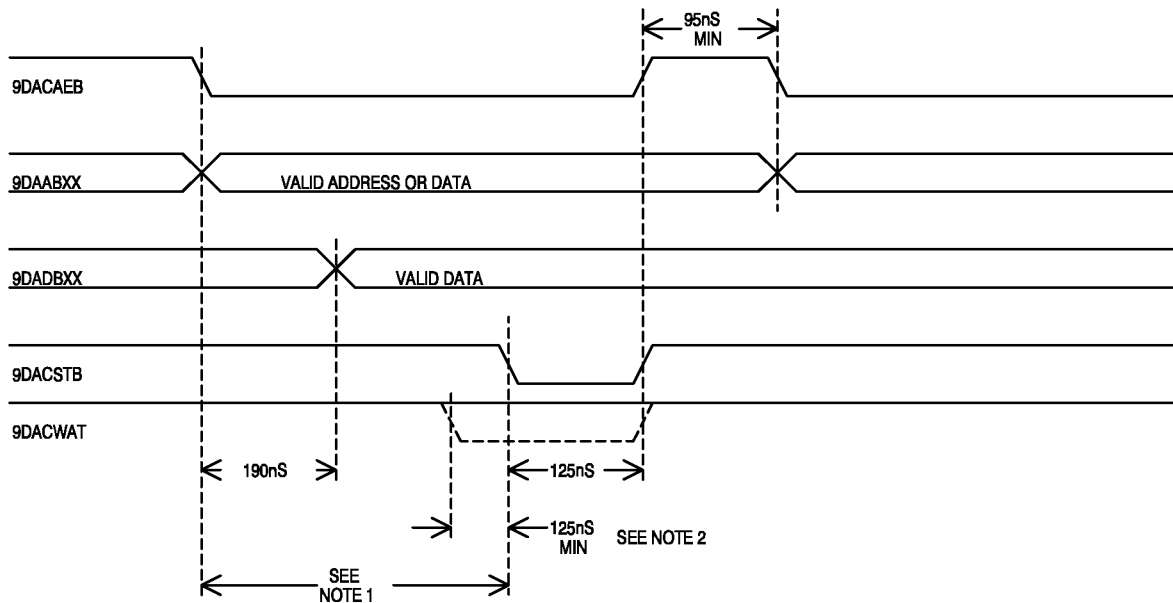 95nS
MIN
9DACAEB
9DAABXX
VALID ADDRESS OR DATA
9DADBXX
VALID DATA
9DACSTB
9DACWAT
190nS
125nS
125nS
MIN
SEE NOTE 2
SEE
NOTE 1